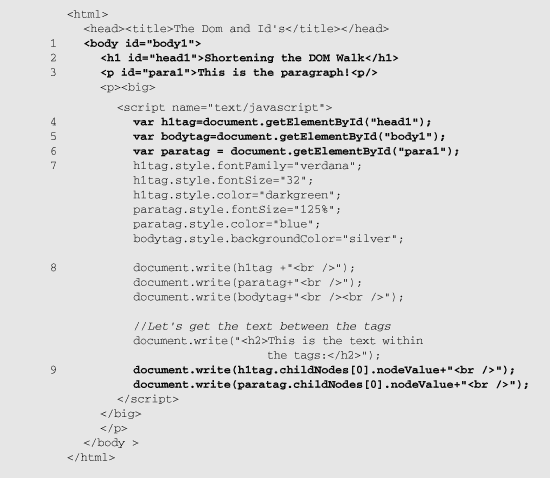 <html>
<head><title>The Dom and Id's</title></head>
1 <body id="body1">
2 <h1 id="head1">Shortening the DOM Walk</h1>
3 <p id="para1">This is the paragraph!<p/>
<p><big>
<script name="text/javascript">
4 var h1tag=document.getElementById("head1");
5 var bodytag=document.getElementById("body1");
6 var paratag = document.getElementById("para1");
7 h1tag.style.fontFamily="verdana";
h1tag.style.fontSize="32";
h1tag.style.color="darkgreen";
paratag.style.fontSize="125%";
paratag.style.color="blue";
bodytag.style.backgroundColor="silver";
8 document.write(h1tag +"<br />");
document.write(paratag+"<br />");
document.write(bodytag+"<br /><br />");
//Let's get the text between the tags
document.write("<h2>This is the text within
the tags:</h2>");
9 document.write(h1tag.childNodes[0].nodeValue+"<br />");
document.write(paratag.childNodes[0].nodeValue+"<br />");
</script>
</big>
</p>
</body >
</html>